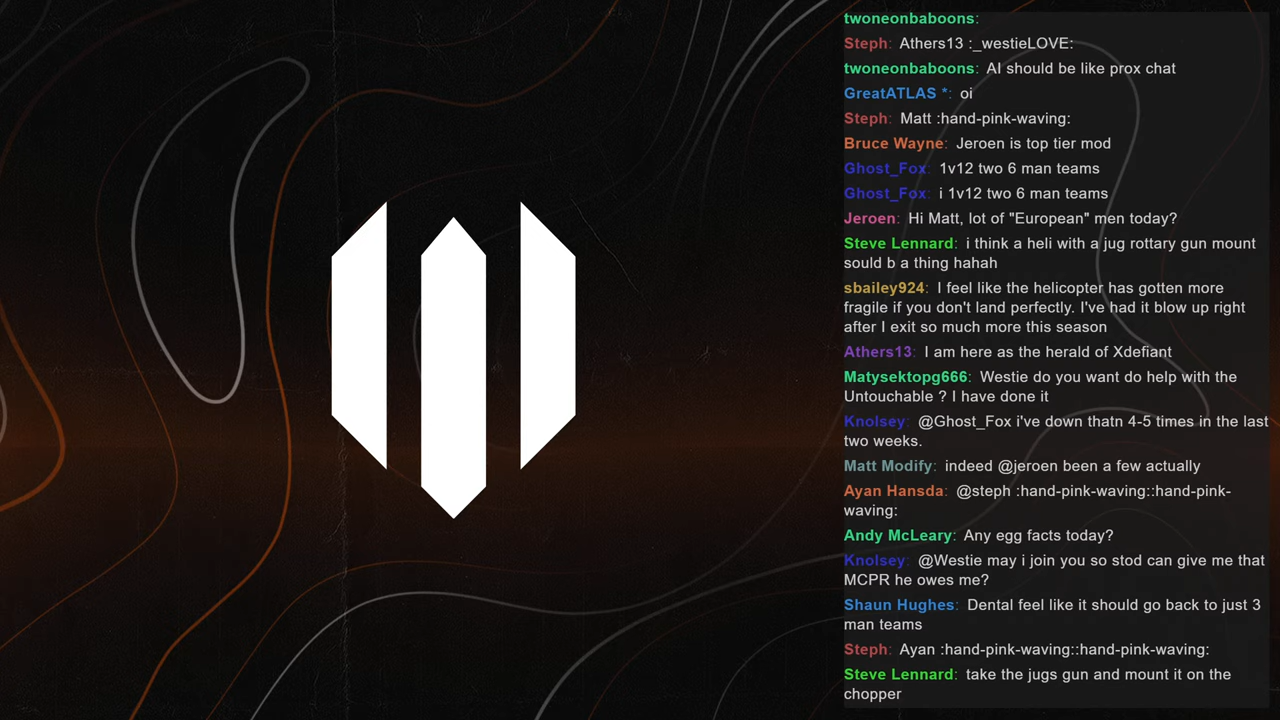 twoneonbaboons:
Steph: Athers13 :_westieLOVE:
twoneonbaboons: AI should be like prox chat
GreatATLAS *: oi
Steph: Matt :hand-pink-waving:
Bruce Wayne: Jeroen is top tier mod
Ghost_Fox: 1v12 two 6 man teams
Ghost_Fox: i 1v12 two 6 man teams
Jeroen: Hi Matt, lot of "European" men today?
Steve Lennard: i think a heli with a jug rottary gun mount
sould b a thing hahah
sbailey924: I feel like the helicopter has gotten more
fragile if you don't land perfectly. I've had it blow up right
after I exit so much more this season
Athers13: I am here as the herald of Xdefiant
Matysektopg666: Westie do you want do help with the
Untouchable ? I have done it
Knolsey: @Ghost_Fox i've down thatn 4-5 times in the last
two weeks.
Matt Modify: indeed @jeroen been a few actually
Ayan Hansda: @steph :hand-pink-waving::hand-pink-
waving:
Andy McLeary: Any egg facts today?
Knolsey: @Westie may i join you so stod can give me that
MCPR he owes me?
Shaun Hughes: Dental feel like it should go back to just 3
man teams
Steph: Ayan :hand-pink-waving::hand-pink-waving:
Steve Lennard: take the jugs gun and mount it on the
chopper